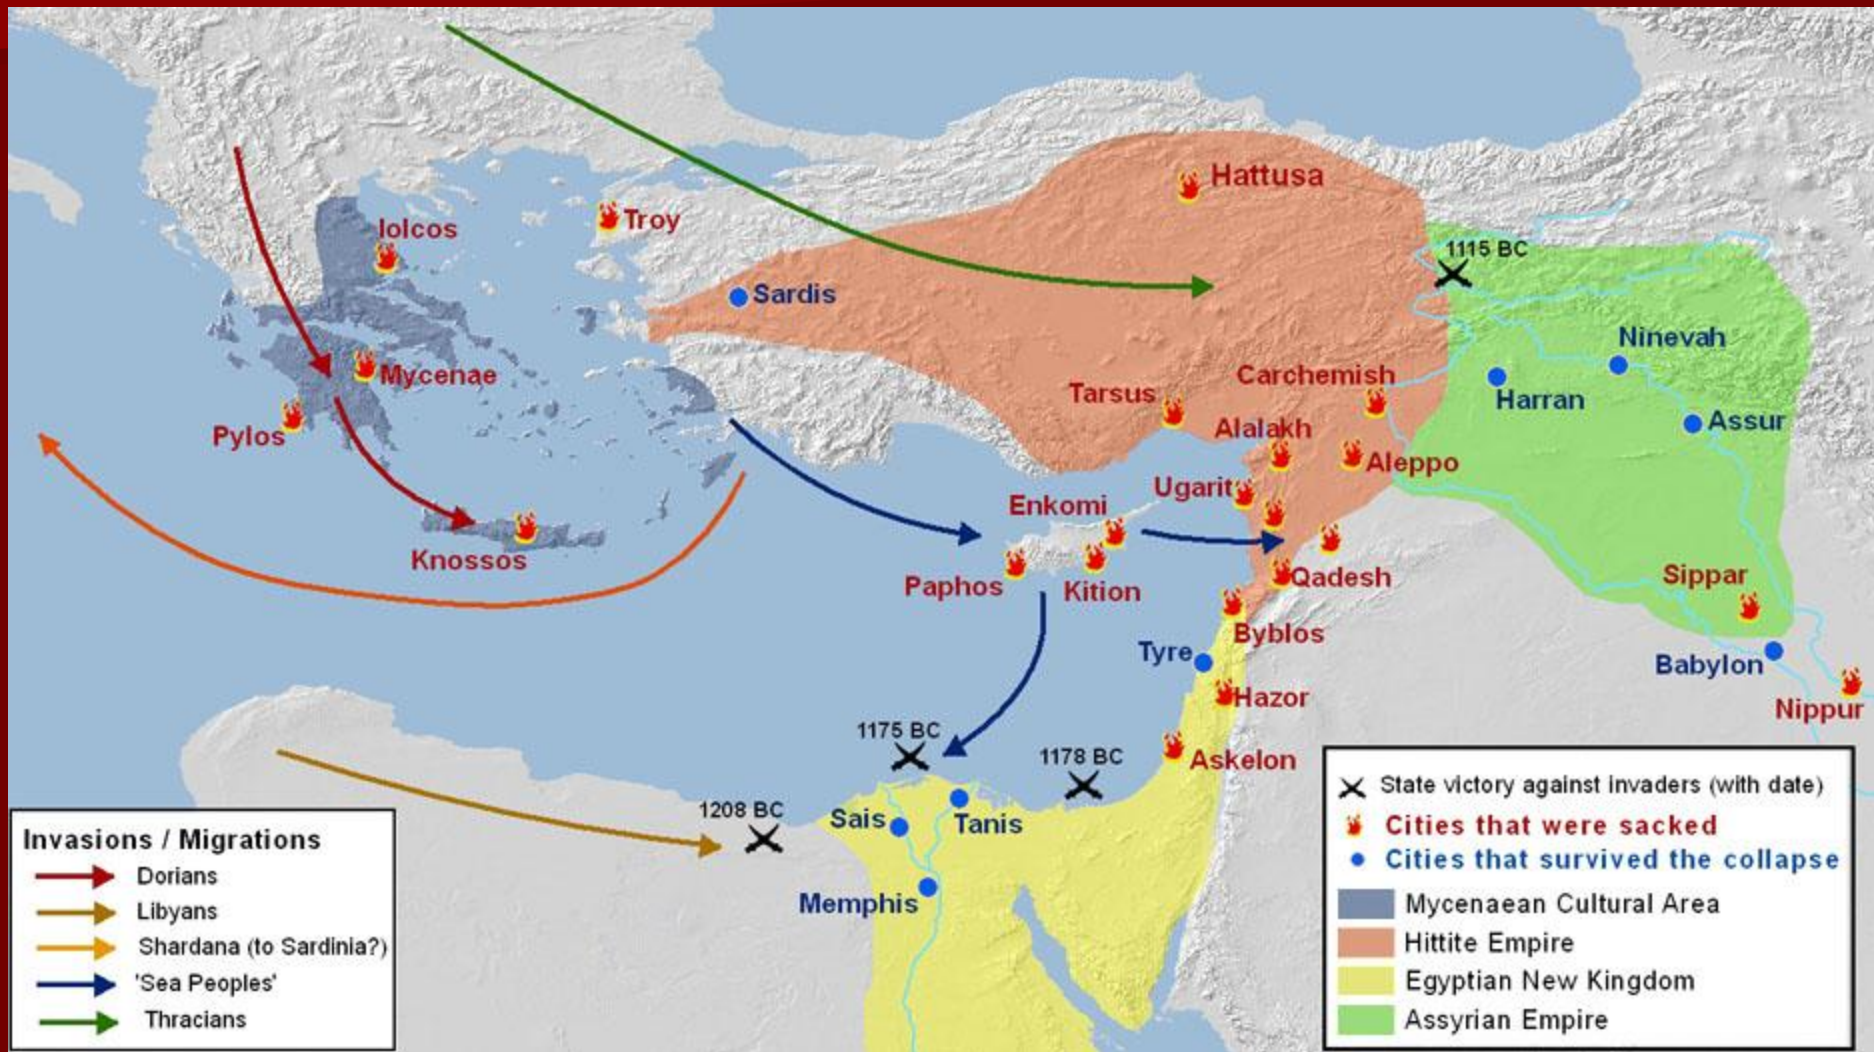 Hattusa
Iolcos
Troy
1115 BC
Sardis
Ninevah
Mycenae
Carchemish
Tarsus
Harran
Pylos
Alalakh
Assur
Aleppo
Ugarit
Enkomi
Knossos
Paphos
Kition
Qadesh
Sippar
Byblos
Tyre
Babylon
Hazor
Nippur
1175 BC
1178 BC
Askelon
1208 BC
Sais
Tanis
Memphis
Invasions / Migrations
Dorians
Libyans
Shardana (to Sardinia?)
'Sea Peoples'
Thracians
State victory against invaders (with date)
Cities that were sacked
Cities that survived the collapse
Mycenaean Cultural Area
Hittite Empire
Egyptian New Kingdom
Assyrian Empire